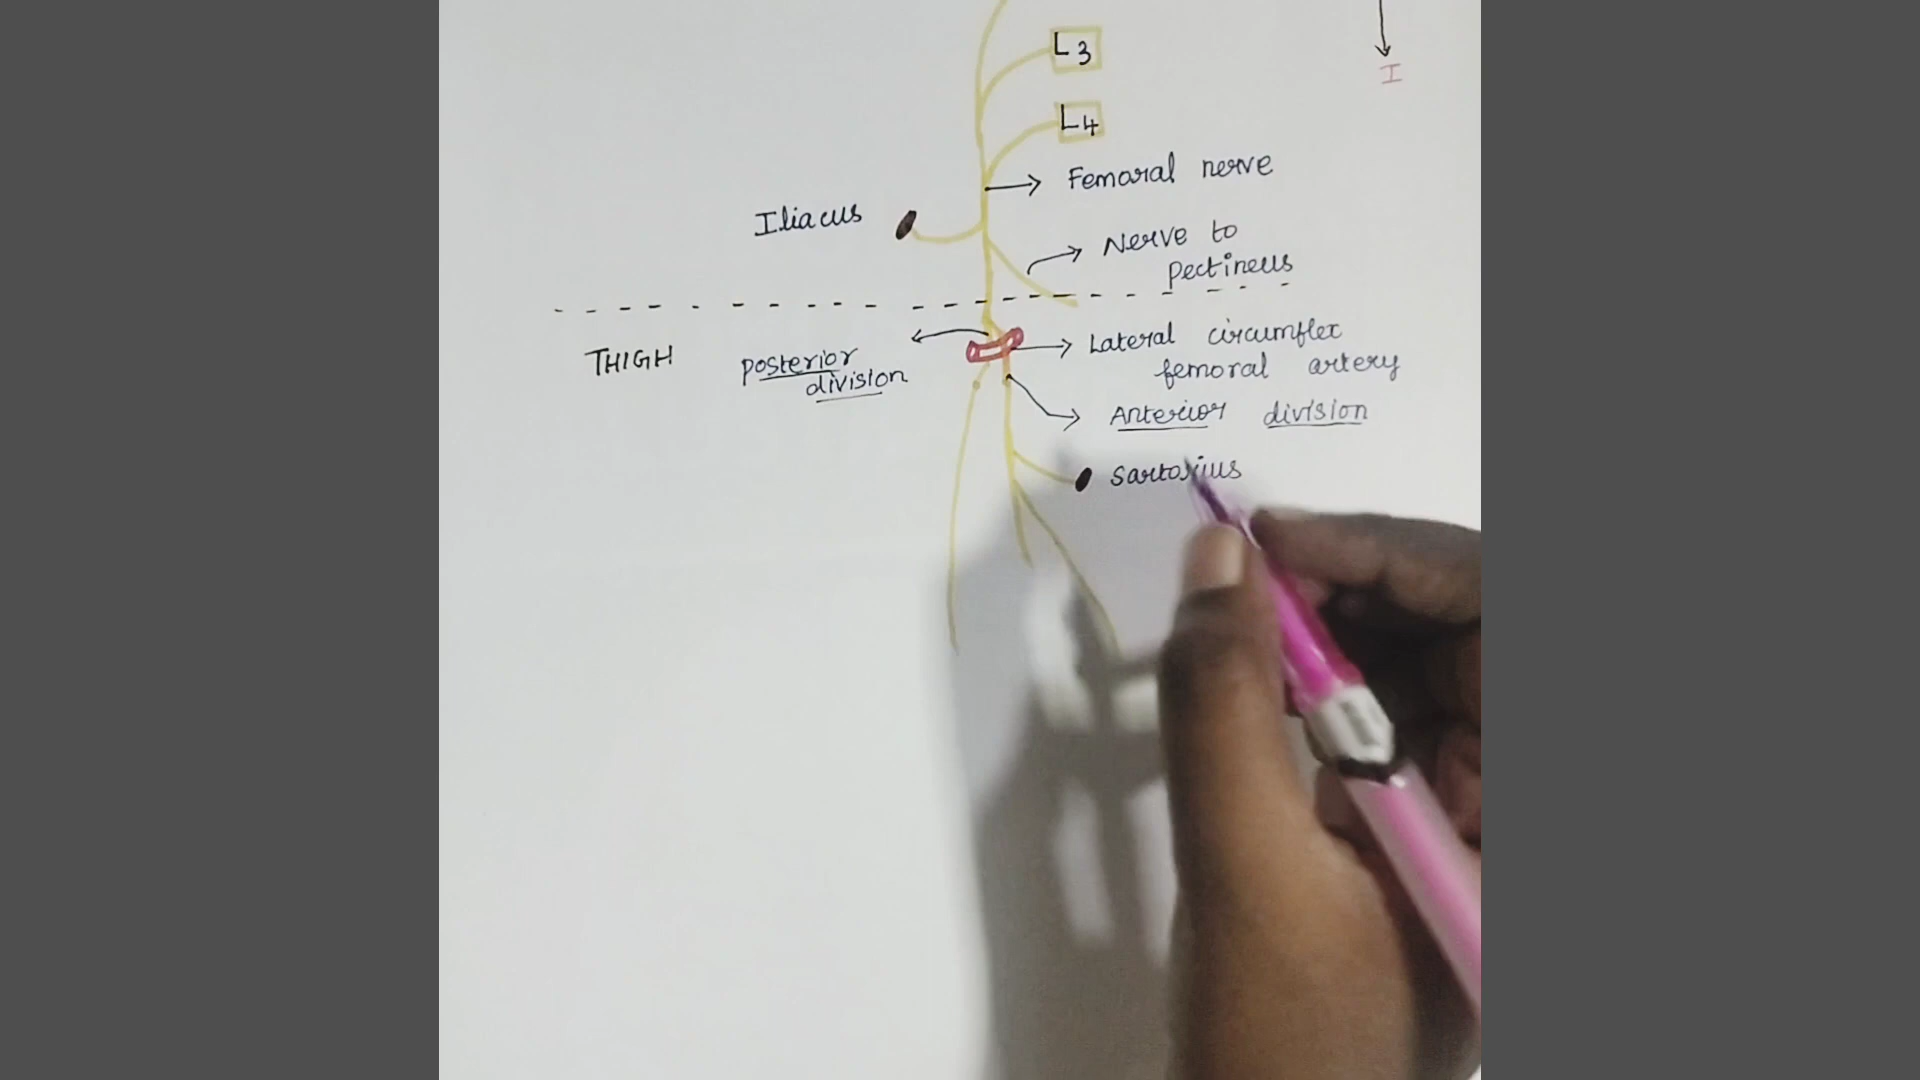 L3
I
L4
Femoral nerve
Iliacus
Nerve to
Pectineus
THIGH
posterior
division
Lateral circumflex
femoral artery
Anterior division
Sartorius